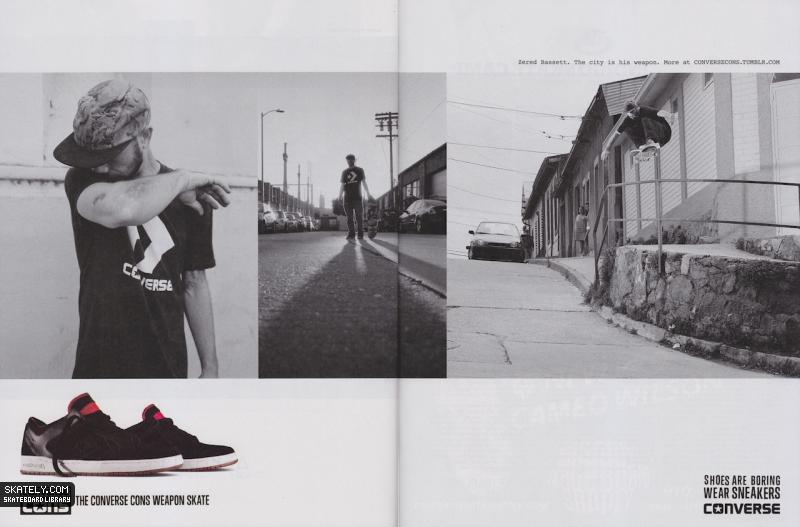 Zered Bassett. The city is his weapon. More at CONVERSECONS.TUMBLR.COM
CONVERSE
SKATELY.COM
SKATEBOARD LIBRARY
CONS
THE CONVERSE CONS WEAPON SKATE
SHOES ARE BORING
WEAR SNEAKERS
CONVERSE